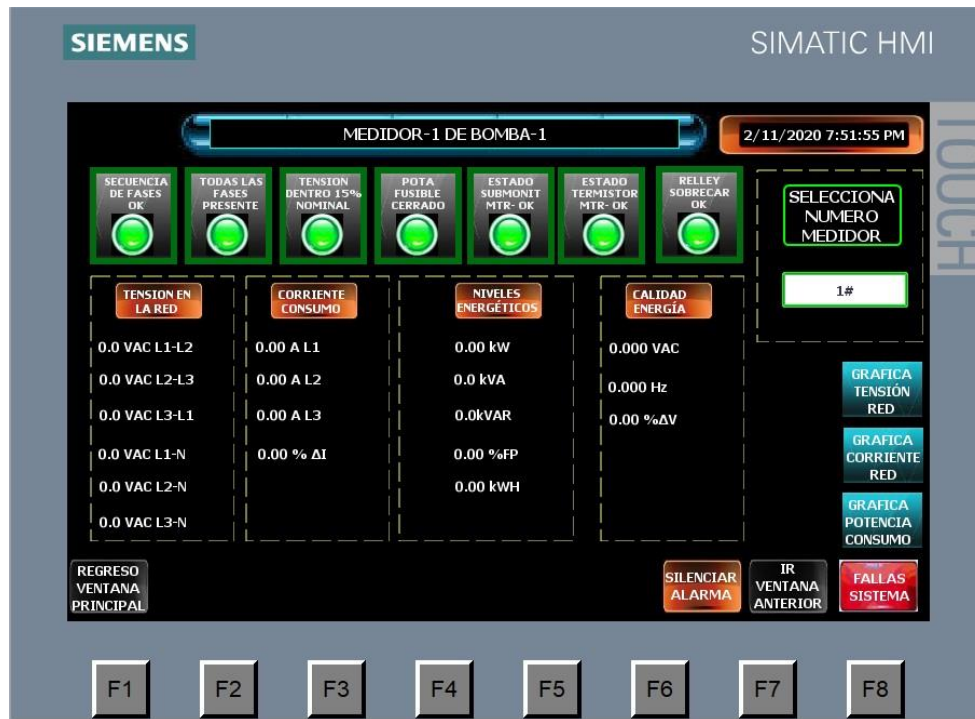 SIEMENS
SIMATIC HMI
TOUCH
MEDIDOR-1 DE BOMBA-1
2/11/2020 7:51:55 PM
SECUENCIA
DE FASES
OK
TODAS LAS
FASES
PRESENTE
TENSION
DENTRO 15%
NOMINAL
POTA
FUSIBLE
CERRADO
ESTADO
SUBMONIT
MTR- OK
ESTADO
TERMISTOR
MTR- OK
RELLEY
SOBRECAR
OK
SELECCIONA
NUMERO
MEDIDOR
1#
TENSION EN
LA RED
0.0 VAC L1-L2
0.0 VAC L2-L3
0.0 VAC L3-L1
0.0 VAC L1-N
0.0 VAC L2-N
0.0 VAC L3-N
CORRIENTE
CONSUMO
0.00 A L1
0.00 A L2
0.00 A L3
0.00 % ΔI
NIVELES
ENERGÉTICOS
0.00 kW
0.0 kVA
0.0kVAR
0.00 %FP
0.00 kWH
CALIDAD
ENERGÍA
0.000 VAC
0.000 Hz
0.00 %ΔV
GRAFICA
TENSIÓN
RED
GRAFICA
CORRIENTE
RED
GRAFICA
POTENCIA
CONSUMO
REGRESO
VENTANA
PRINCIPAL
SILENCIAR
ALARMA
IR
VENTANA
ANTERIOR
FALLAS
SISTEMA
F1 F2 F3 F4 F5 F6 F7 F8